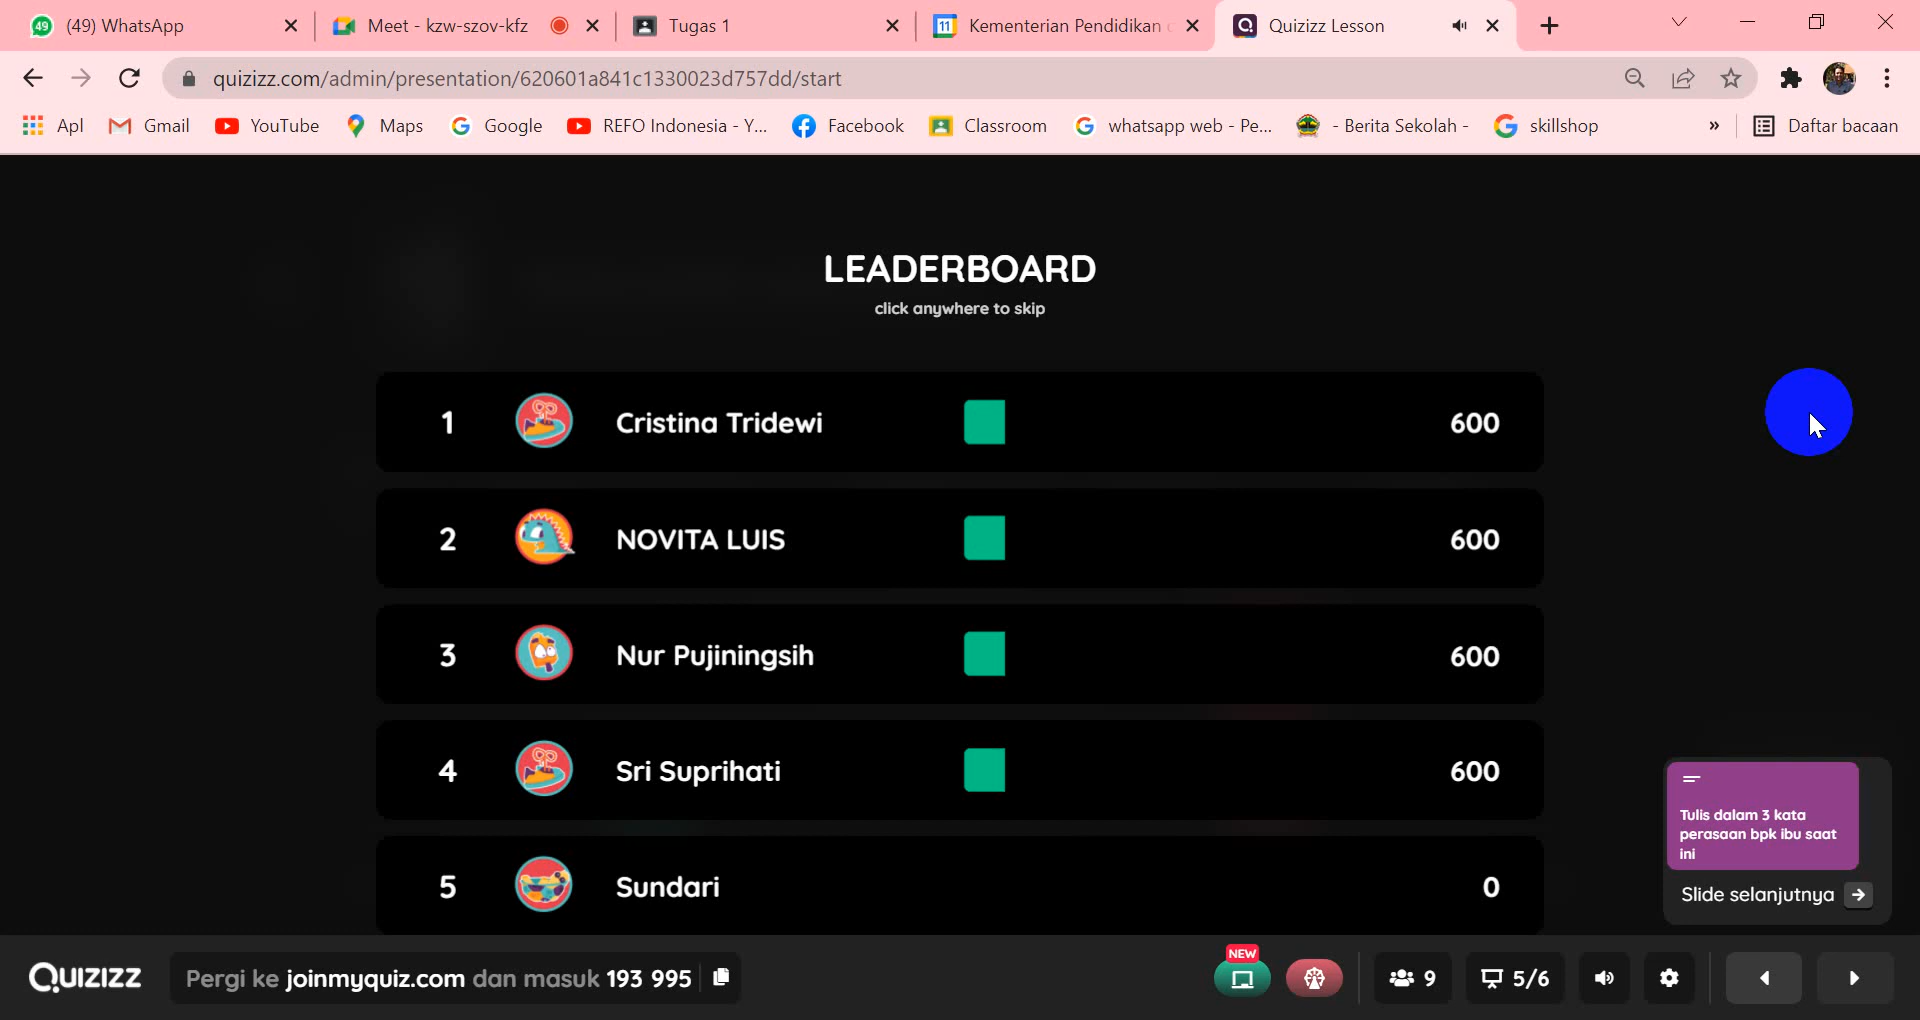 49 (49) WhatsApp
Meet - kzw-szov-kfz
Tugas 1
11 Kementerian Pendidikan
Quizizz Lesson
quizizz.com/admin/presentation/620601a841c1330023d757dd/start
Apl Gmail YouTube Maps Google REFO Indonesia - Y... Facebook Classroom whatsapp web - Pe... - Berita Sekolah - skillshop » Daftar bacaan
LEADERBOARD
click anywhere to skip
1 Cristina Tridewi 600
2 NOVITA LUIS 600
3 Nur Pujiningsih 600
4 Sri Suprihati 600
5 Sundari 0
Tulis dalam 3 kata
perasaan bpk ibu saat
ini
Slide selanjutnya
QUIZIZZ Pergi ke joinmyquiz.com dan masuk 193 995 NEW 9 5/6